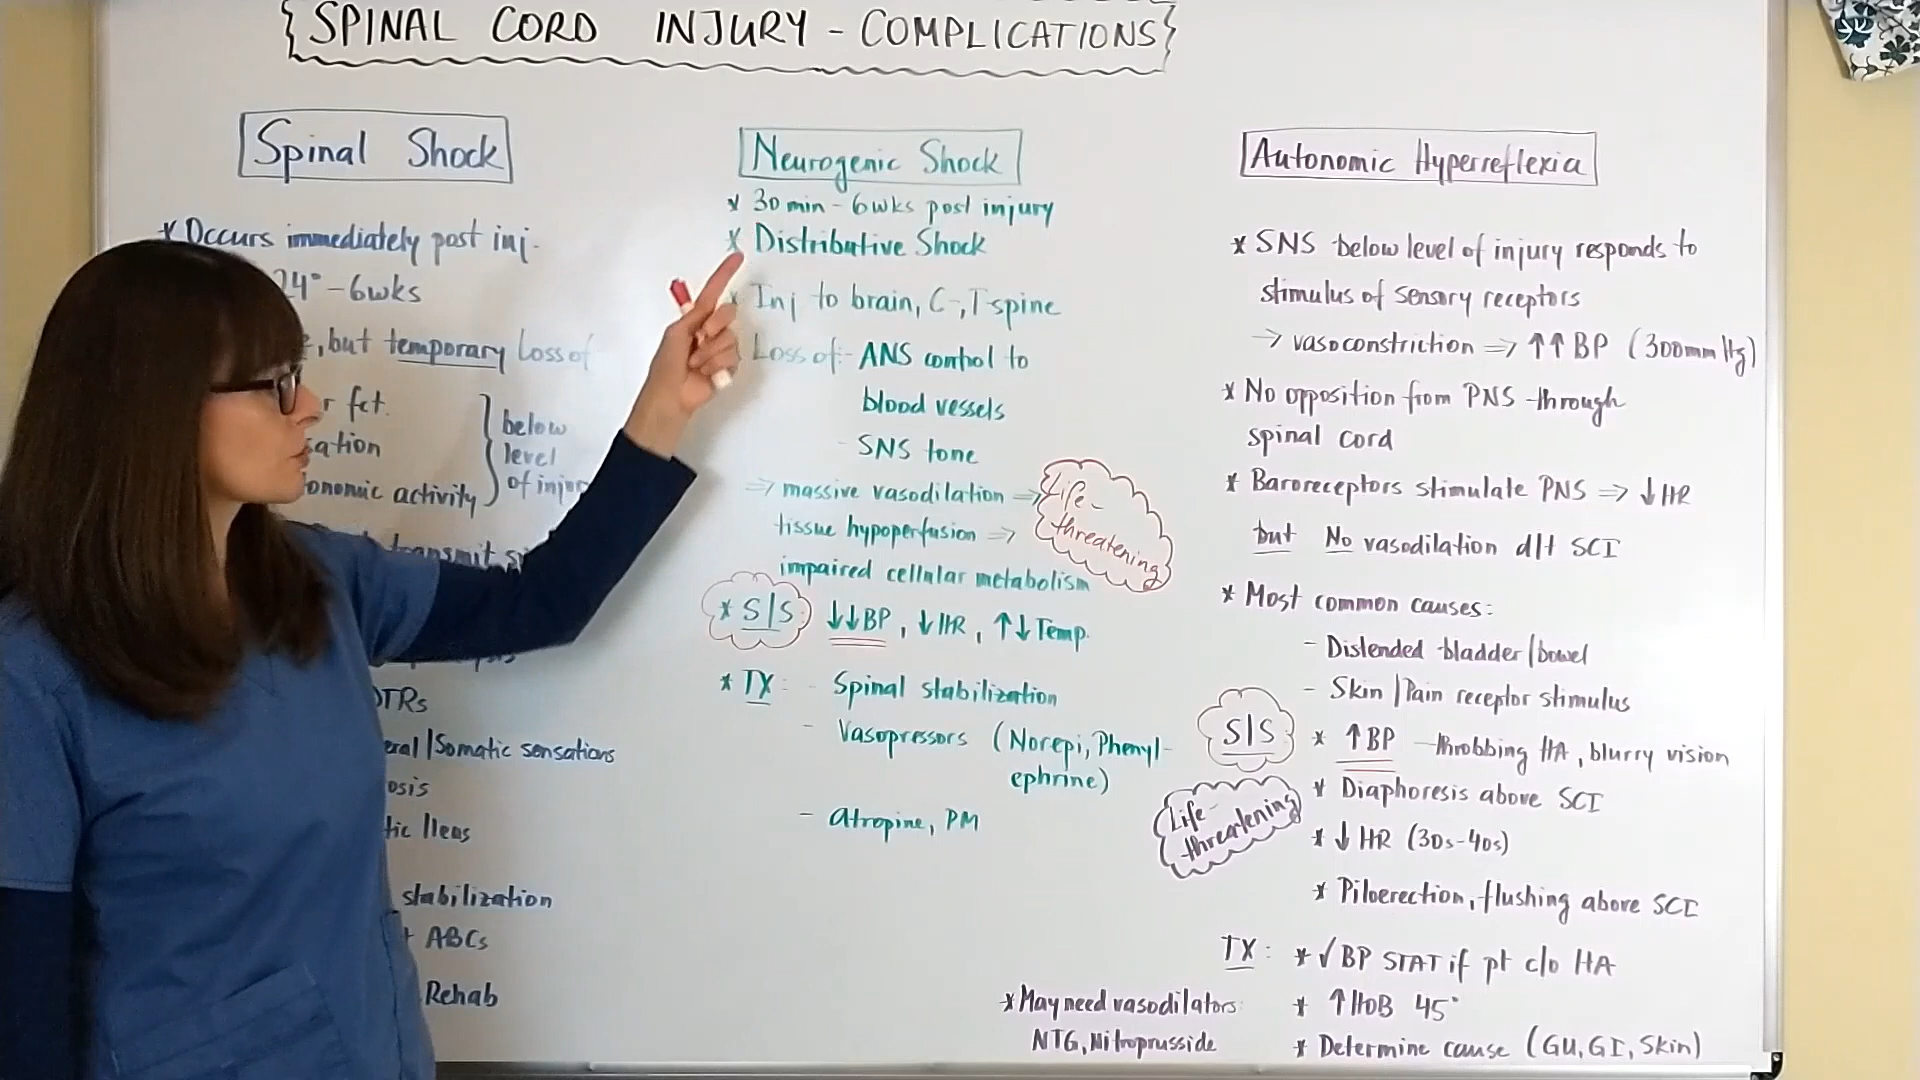 {SPINAL CORD INJURY - COMPLICATIONS}
Spinal Shock
* Occurs immediately post inj.
24° - 6wks
, but temporary Loss of
fct.
below
level
of
onomic activity
transmit
DTRs
|Somatic sensations
Ileus
stabilization
ABCs
Rehab
Neurogenic Shock
* 30 min - 6wks post injury
* Distributive Shock
* Inj to brain, C-, T-spine
Loss of: - ANS control to
blood vessels
- SNS tone
⇒ massive vasodilation ⇒
tissue hypoperfusion ⇒
impaired cellular metabolism
Life-
threatening
* S|S: ↓↓BP, ↓HR, ↑↓Temp.
* TX: - Spinal stabilization
- Vasopressors (Norepi, Phenyl-
ephrine)
- Atropine, PM
Autonomic Hyperreflexia
* SNS below level of injury responds to
stimulus of sensory receptors
→ vasoconstriction ⇒ ↑↑ BP (300mmHg)
* No opposition from PNS through
spinal cord
* Baroreceptors stimulate PNS ⇒ ↓HR
but No vasodilation d/t SCI
* Most common causes:
- Distended bladder/bowel
- Skin/Pain receptor stimulus
S|S * ↑BP - throbbing HA, blurry vision
* Diaphoresis above SCI
Life-
threatening
* ↓ HR (30s-40s)
* Piloerection, flushing above SCI
TX: * √BP STAT if pt c/o HA
* ↑HOB 45°
* Determine cause (GU, GI, Skin)
* May need vasodilators:
NTG, Nitroprusside